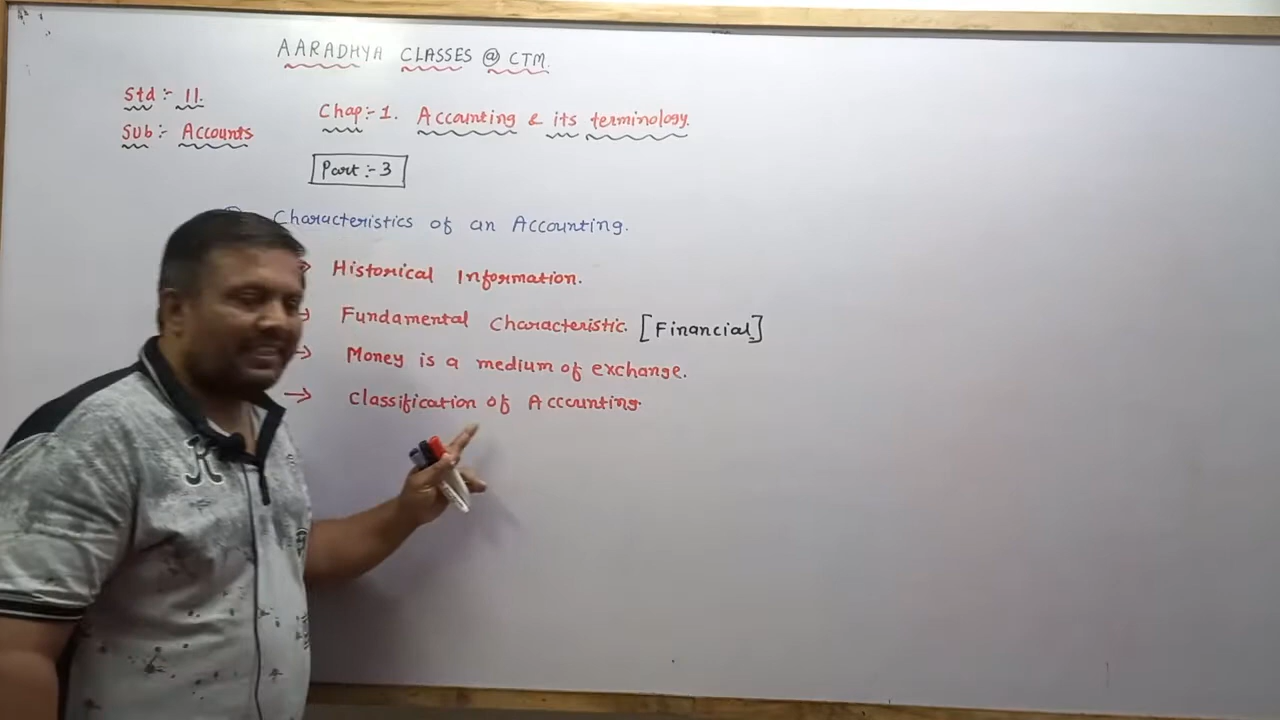 AARADHYA CLASSES @ CTM.
Std :- 11.
Sub :- Accounts
Chap:- 1. Accounting & its terminology.
Part :- 3
Characteristics of an Accounting.
→ Historical Information.
→ Fundamental Characteristic. [Financial]
→ Money is a medium of exchange.
→ Classification of Accounting.